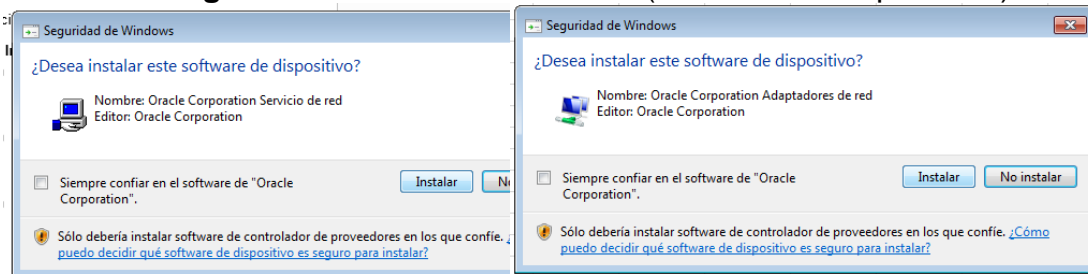 Seguridad de Windows
¿Desea instalar este software de dispositivo?
Nombre: Oracle Corporation Servicio de red
Editor: Oracle Corporation
Siempre confiar en el software de "Oracle
Corporation".
Instalar
Sólo debería instalar software de controlador de proveedores en los que confíe.
puedo decidir qué software de dispositivo es seguro para instalar?
Seguridad de Windows
¿Desea instalar este software de dispositivo?
Nombre: Oracle Corporation Adaptadores de red
Editor: Oracle Corporation
Siempre confiar en el software de "Oracle
Corporation".
Instalar
No instalar
Sólo debería instalar software de controlador de proveedores en los que confíe. ¿Cómo
puedo decidir qué software de dispositivo es seguro para instalar?